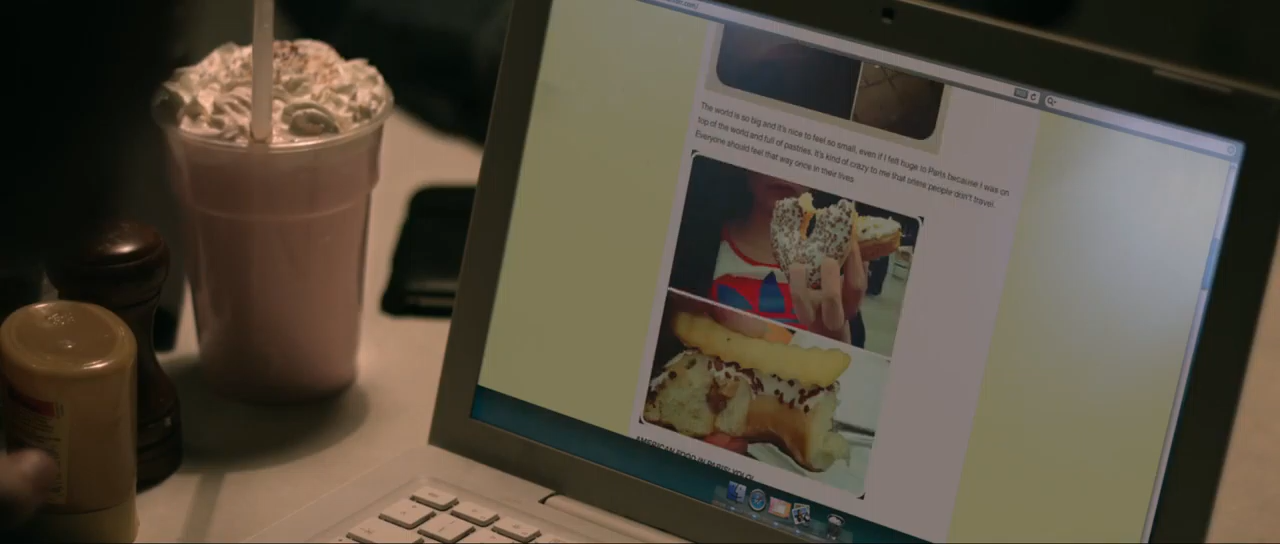 The world is so big and it's nice to feel so small, even if I felt huge in Paris because I was on
top of the world and full of pastries. It's kind of crazy to me that some people don't travel.
Everyone should feel that way once in their lives
AMERICAN FOOD IN PARIS! YOLO!